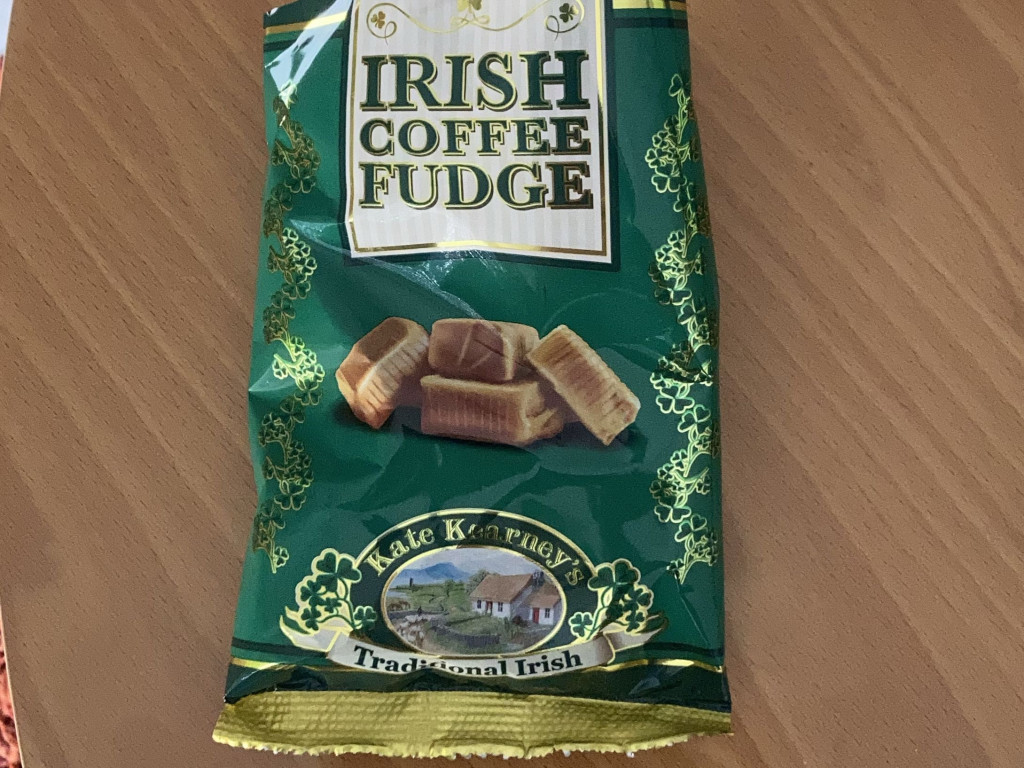 IRISH
COFFEE
FUDGE
Kate Kearney's
Traditional Irish